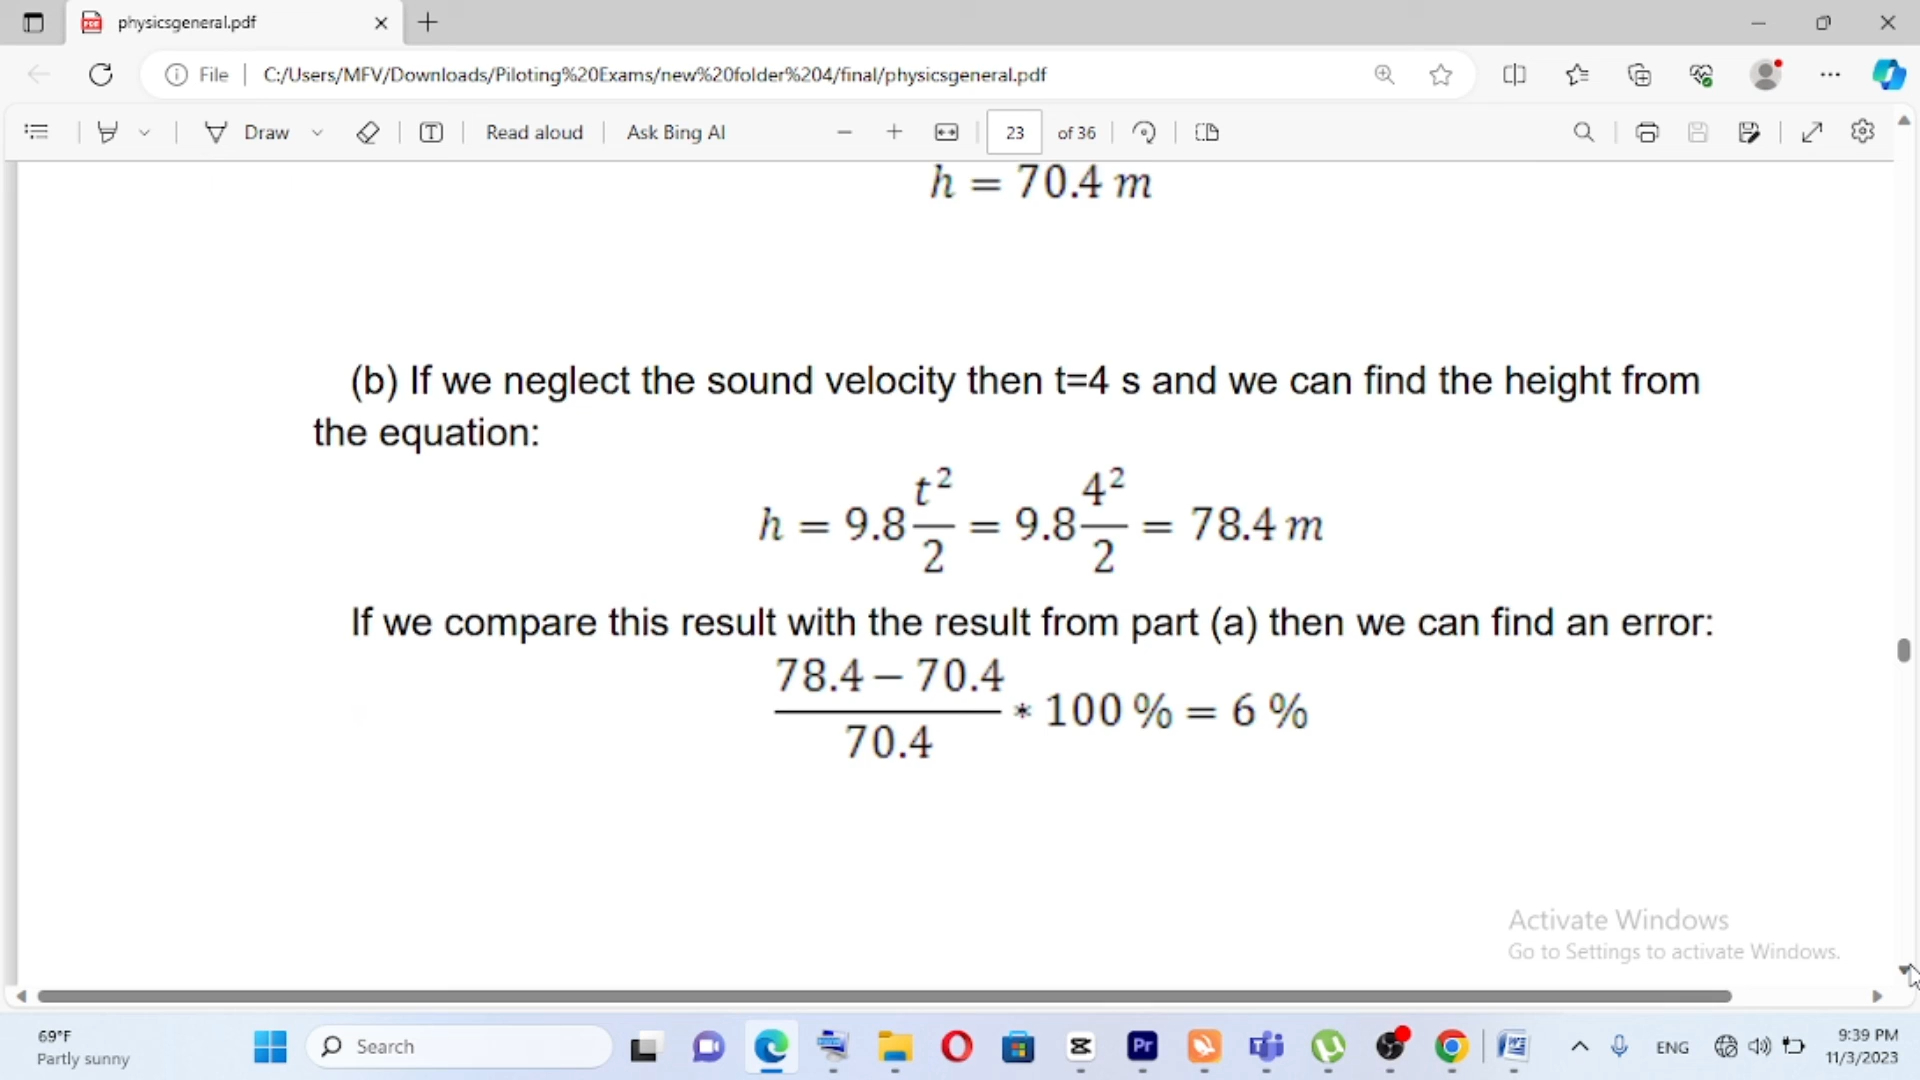 physicsgeneral.pdf
File | C:/Users/MFV/Downloads/Piloting%20Exams/new%20folder%204/final/physicsgeneral.pdf
Draw
Read aloud
Ask Bing AI
23 of 36
h = 70.4 m
(b) If we neglect the sound velocity then t=4 s and we can find the height from
the equation:
h = 9.8 t²/2 = 9.8 4²/2 = 78.4 m
If we compare this result with the result from part (a) then we can find an error:
78.4 − 70.4
/ 70.4 * 100 % = 6 %
Activate Windows
Go to Settings to activate Windows.
69°F
Partly sunny
Search
Pr
ENG
9:39 PM
11/3/2023